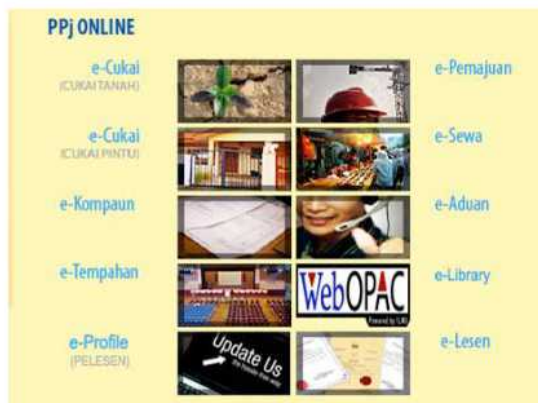 PPj ONLINE
e-Cukai
(CUKAI TANAH)
e-Pemajuan
e-Cukai
(CUKAI PINTU)
e-Sewa
e-Kompaun
e-Aduan
e-Tempahan
WebOPAC
e-Library
e-Profile
(PELESEN)
Update Us
e-Lesen